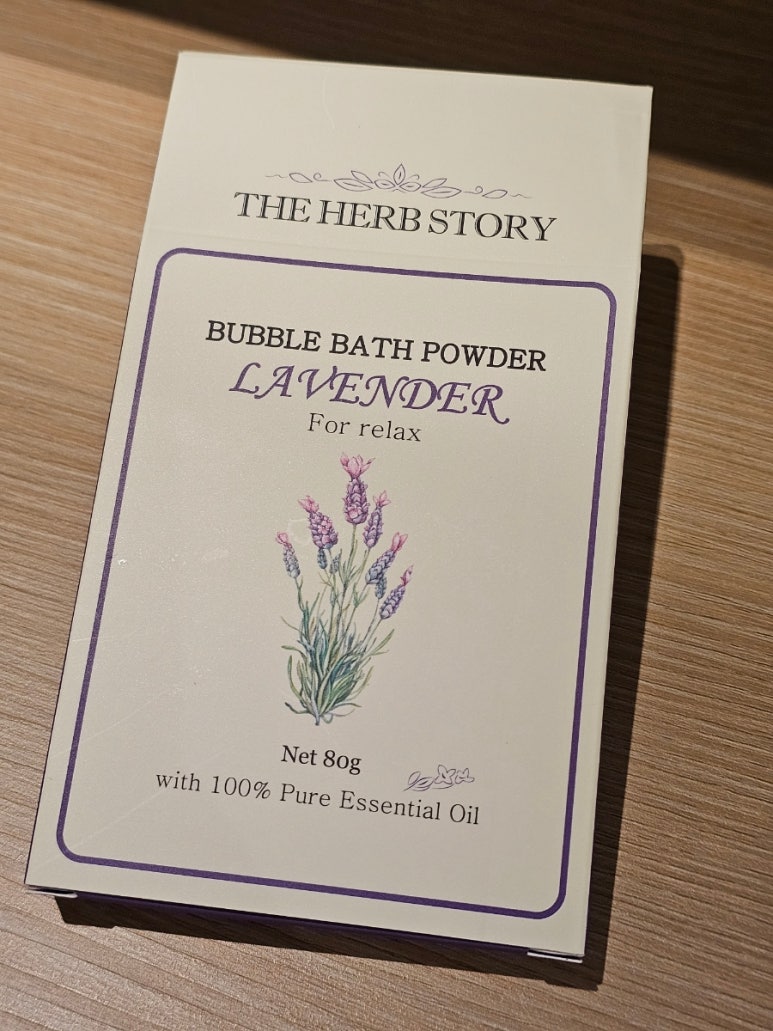 THE HERB STORY
BUBBLE BATH POWDER
LAVENDER
For relax
Net 80g
with 100% Pure Essential Oil